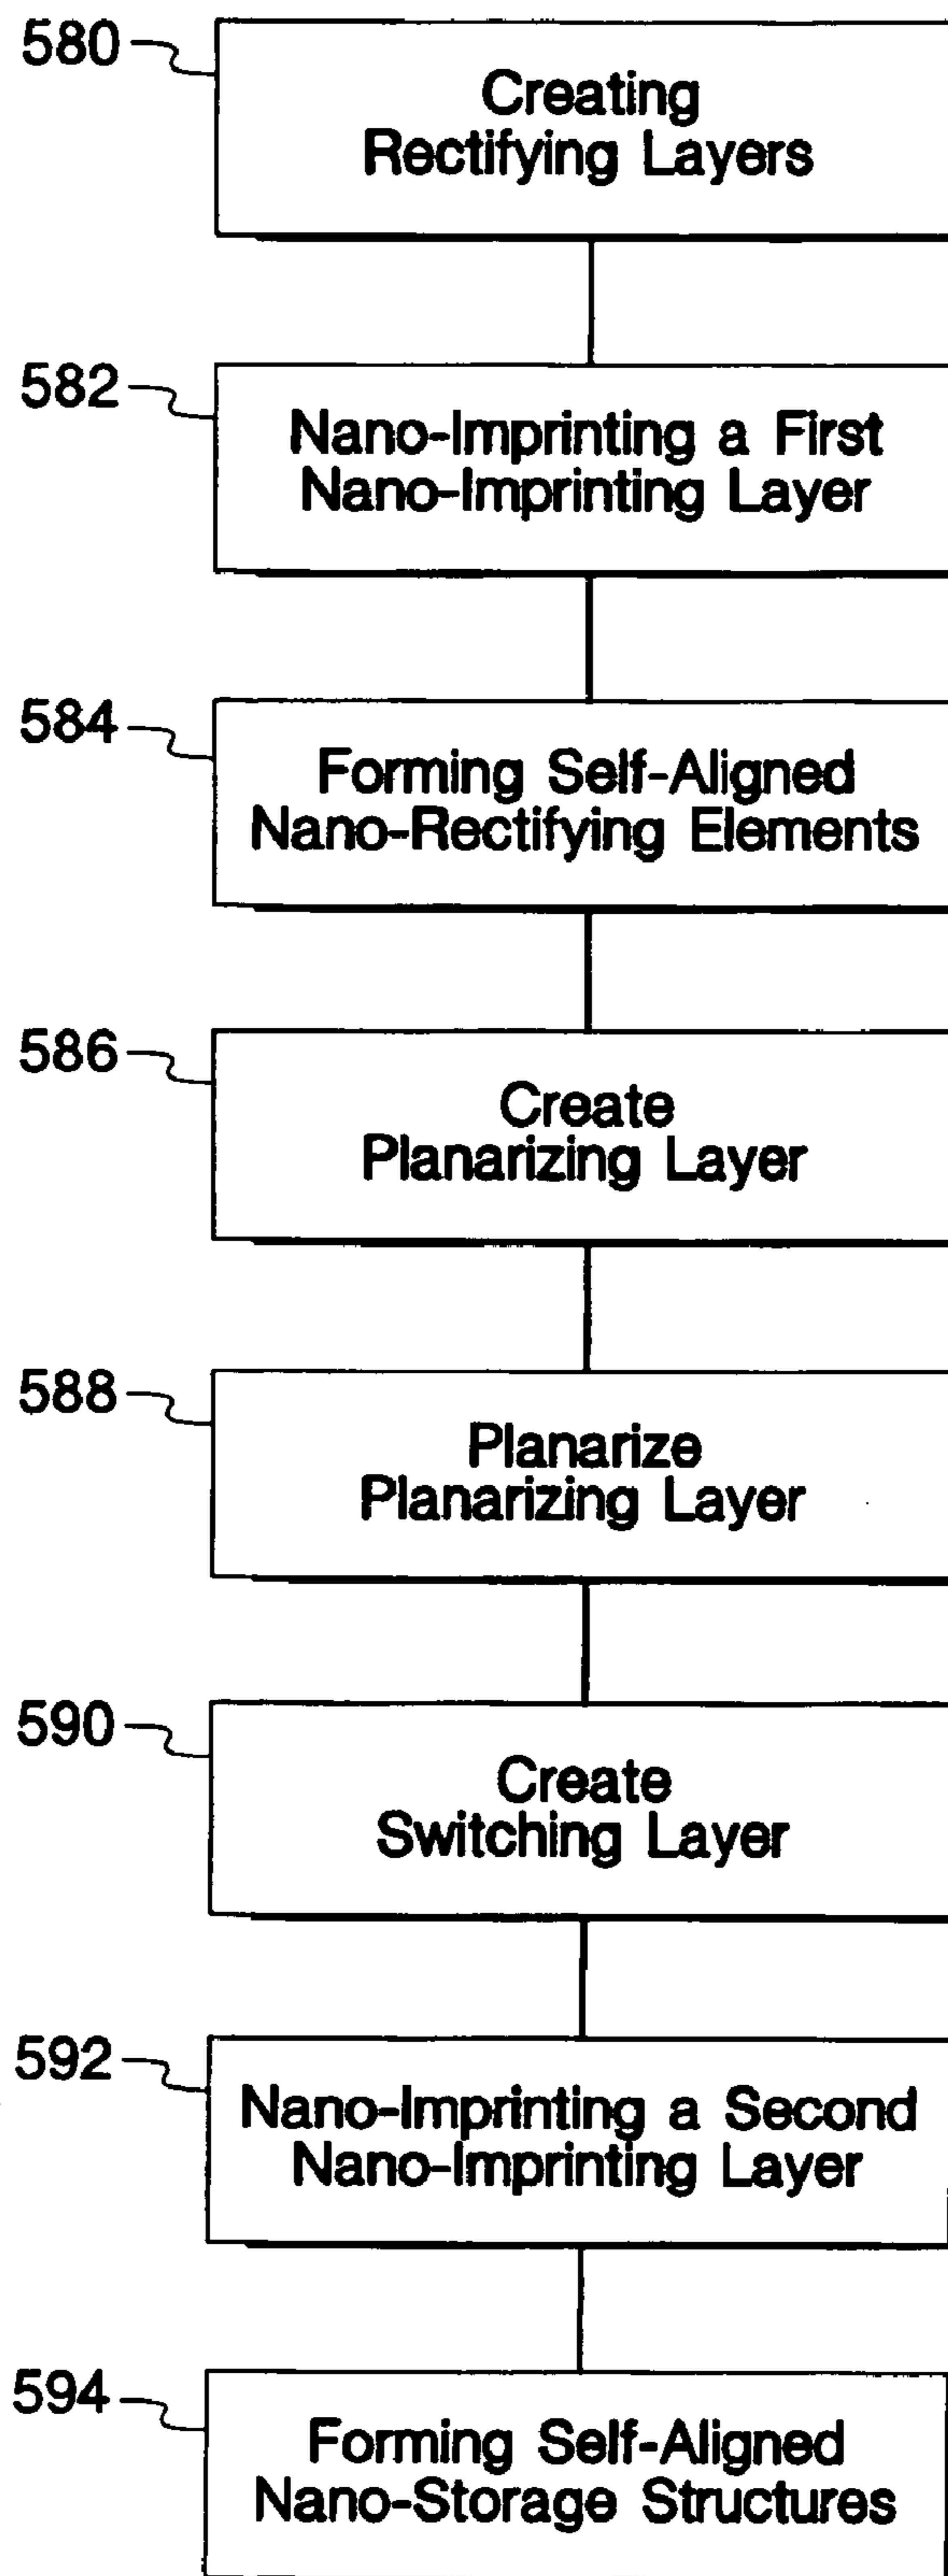 580
Creating
Rectifying Layers
582
Nano-Imprinting a First
Nano-Imprinting Layer
584
Forming Self-Aligned
Nano-Rectifying Elements
586
Create
Planarizing Layer
588
Planarize
Planarizing Layer
590
Create
Switching Layer
592
Nano-Imprinting a Second
Nano-Imprinting Layer
594
Forming Self-Aligned
Nano-Storage Structures